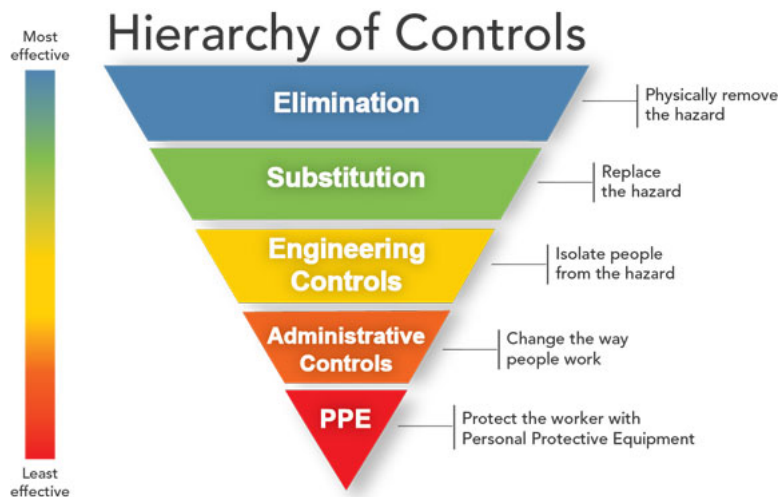 Hierarchy of Controls
Most
effective
Elimination
Physically remove
the hazard
Substitution
Replace
the hazard
Engineering
Controls
Isolate people
from the hazard
Administrative
Controls
Change the way
people work
PPE
Protect the worker with
Personal Protective Equipment
Least
effective